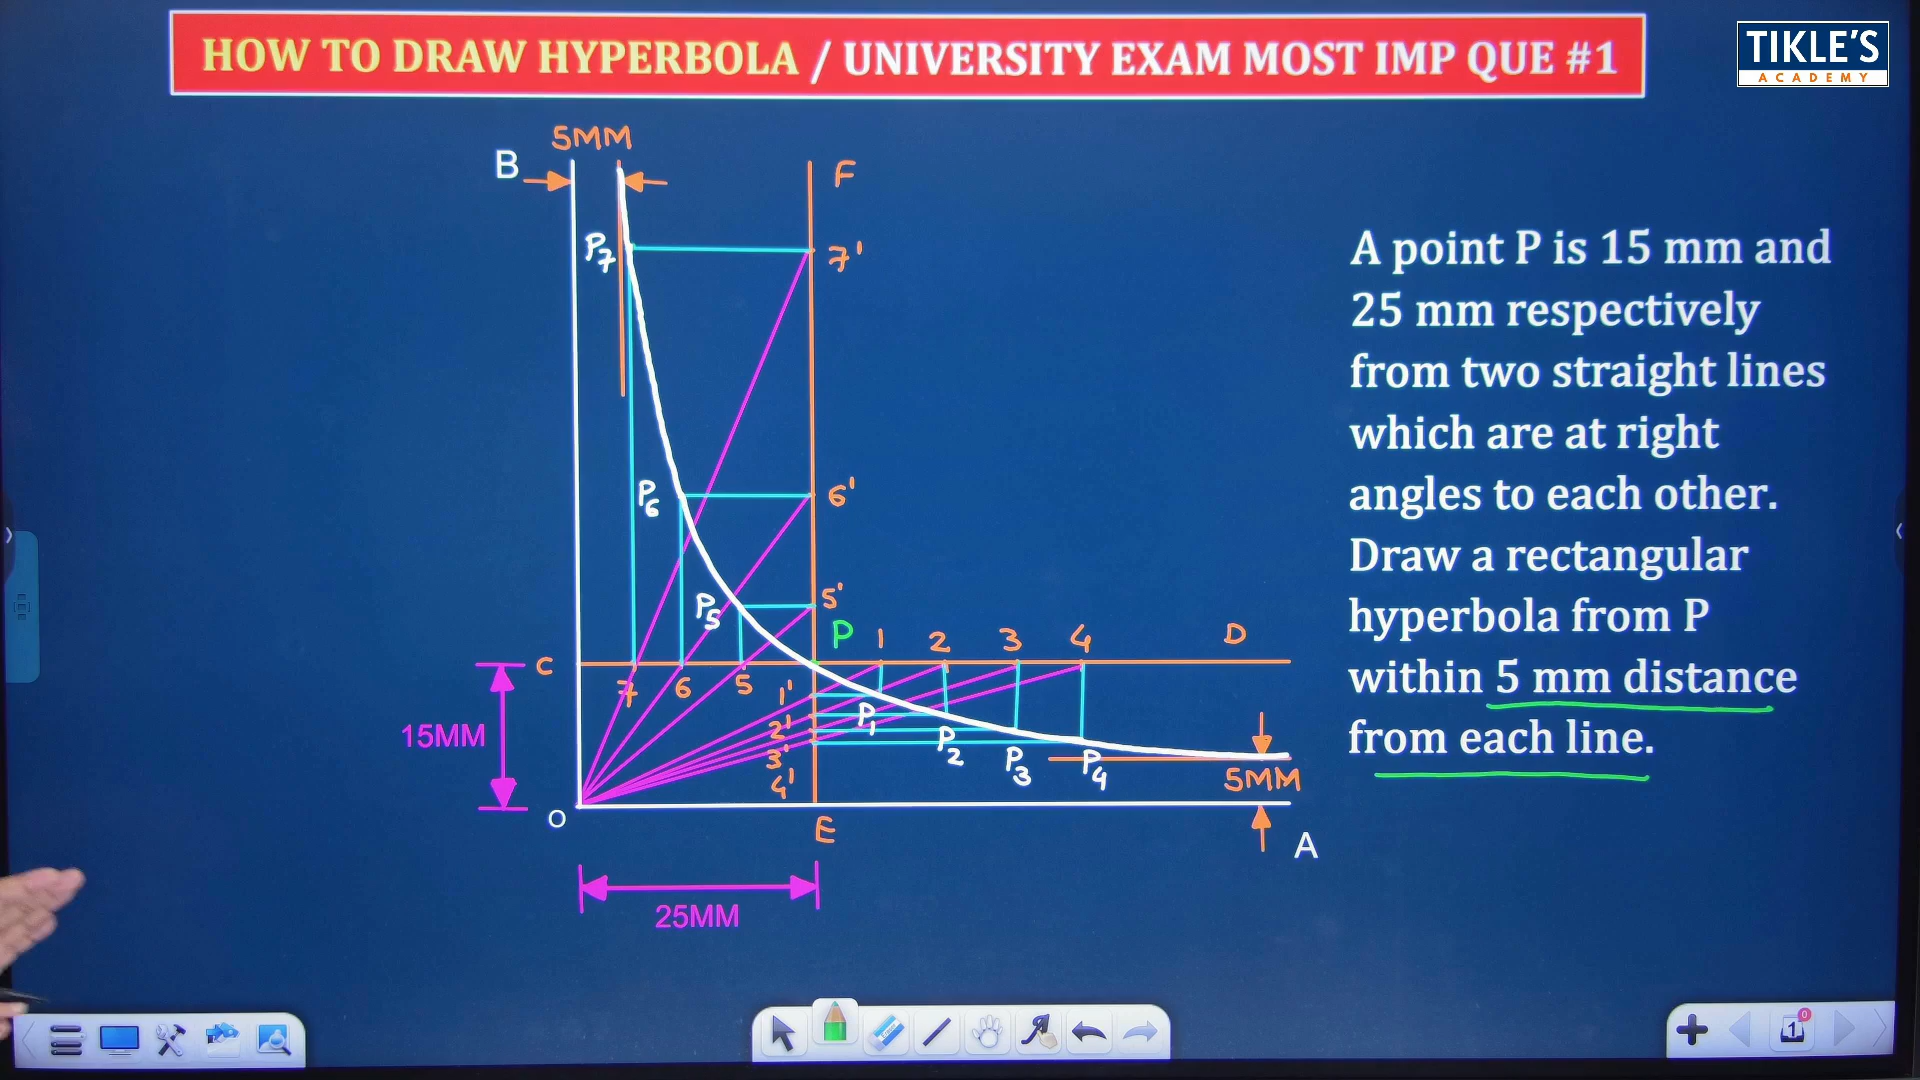 HOW TO DRAW HYPERBOLA / UNIVERSITY EXAM MOST IMP QUE #1
TIKLE'S
ACADEMY
5MM
B
F
P7
7'
A point P is 15 mm and
25 mm respectively
from two straight lines
which are at right
angles to each other.
Draw a rectangular
hyperbola from P
within 5 mm distance
from each line.
P6
6'
P5
5'
P
1
2
3
4
D
C
7
6
5
1'
2'
3'
4'
P1
P2
P3
P4
15MM
5MM
O
E
A
25MM
1
0